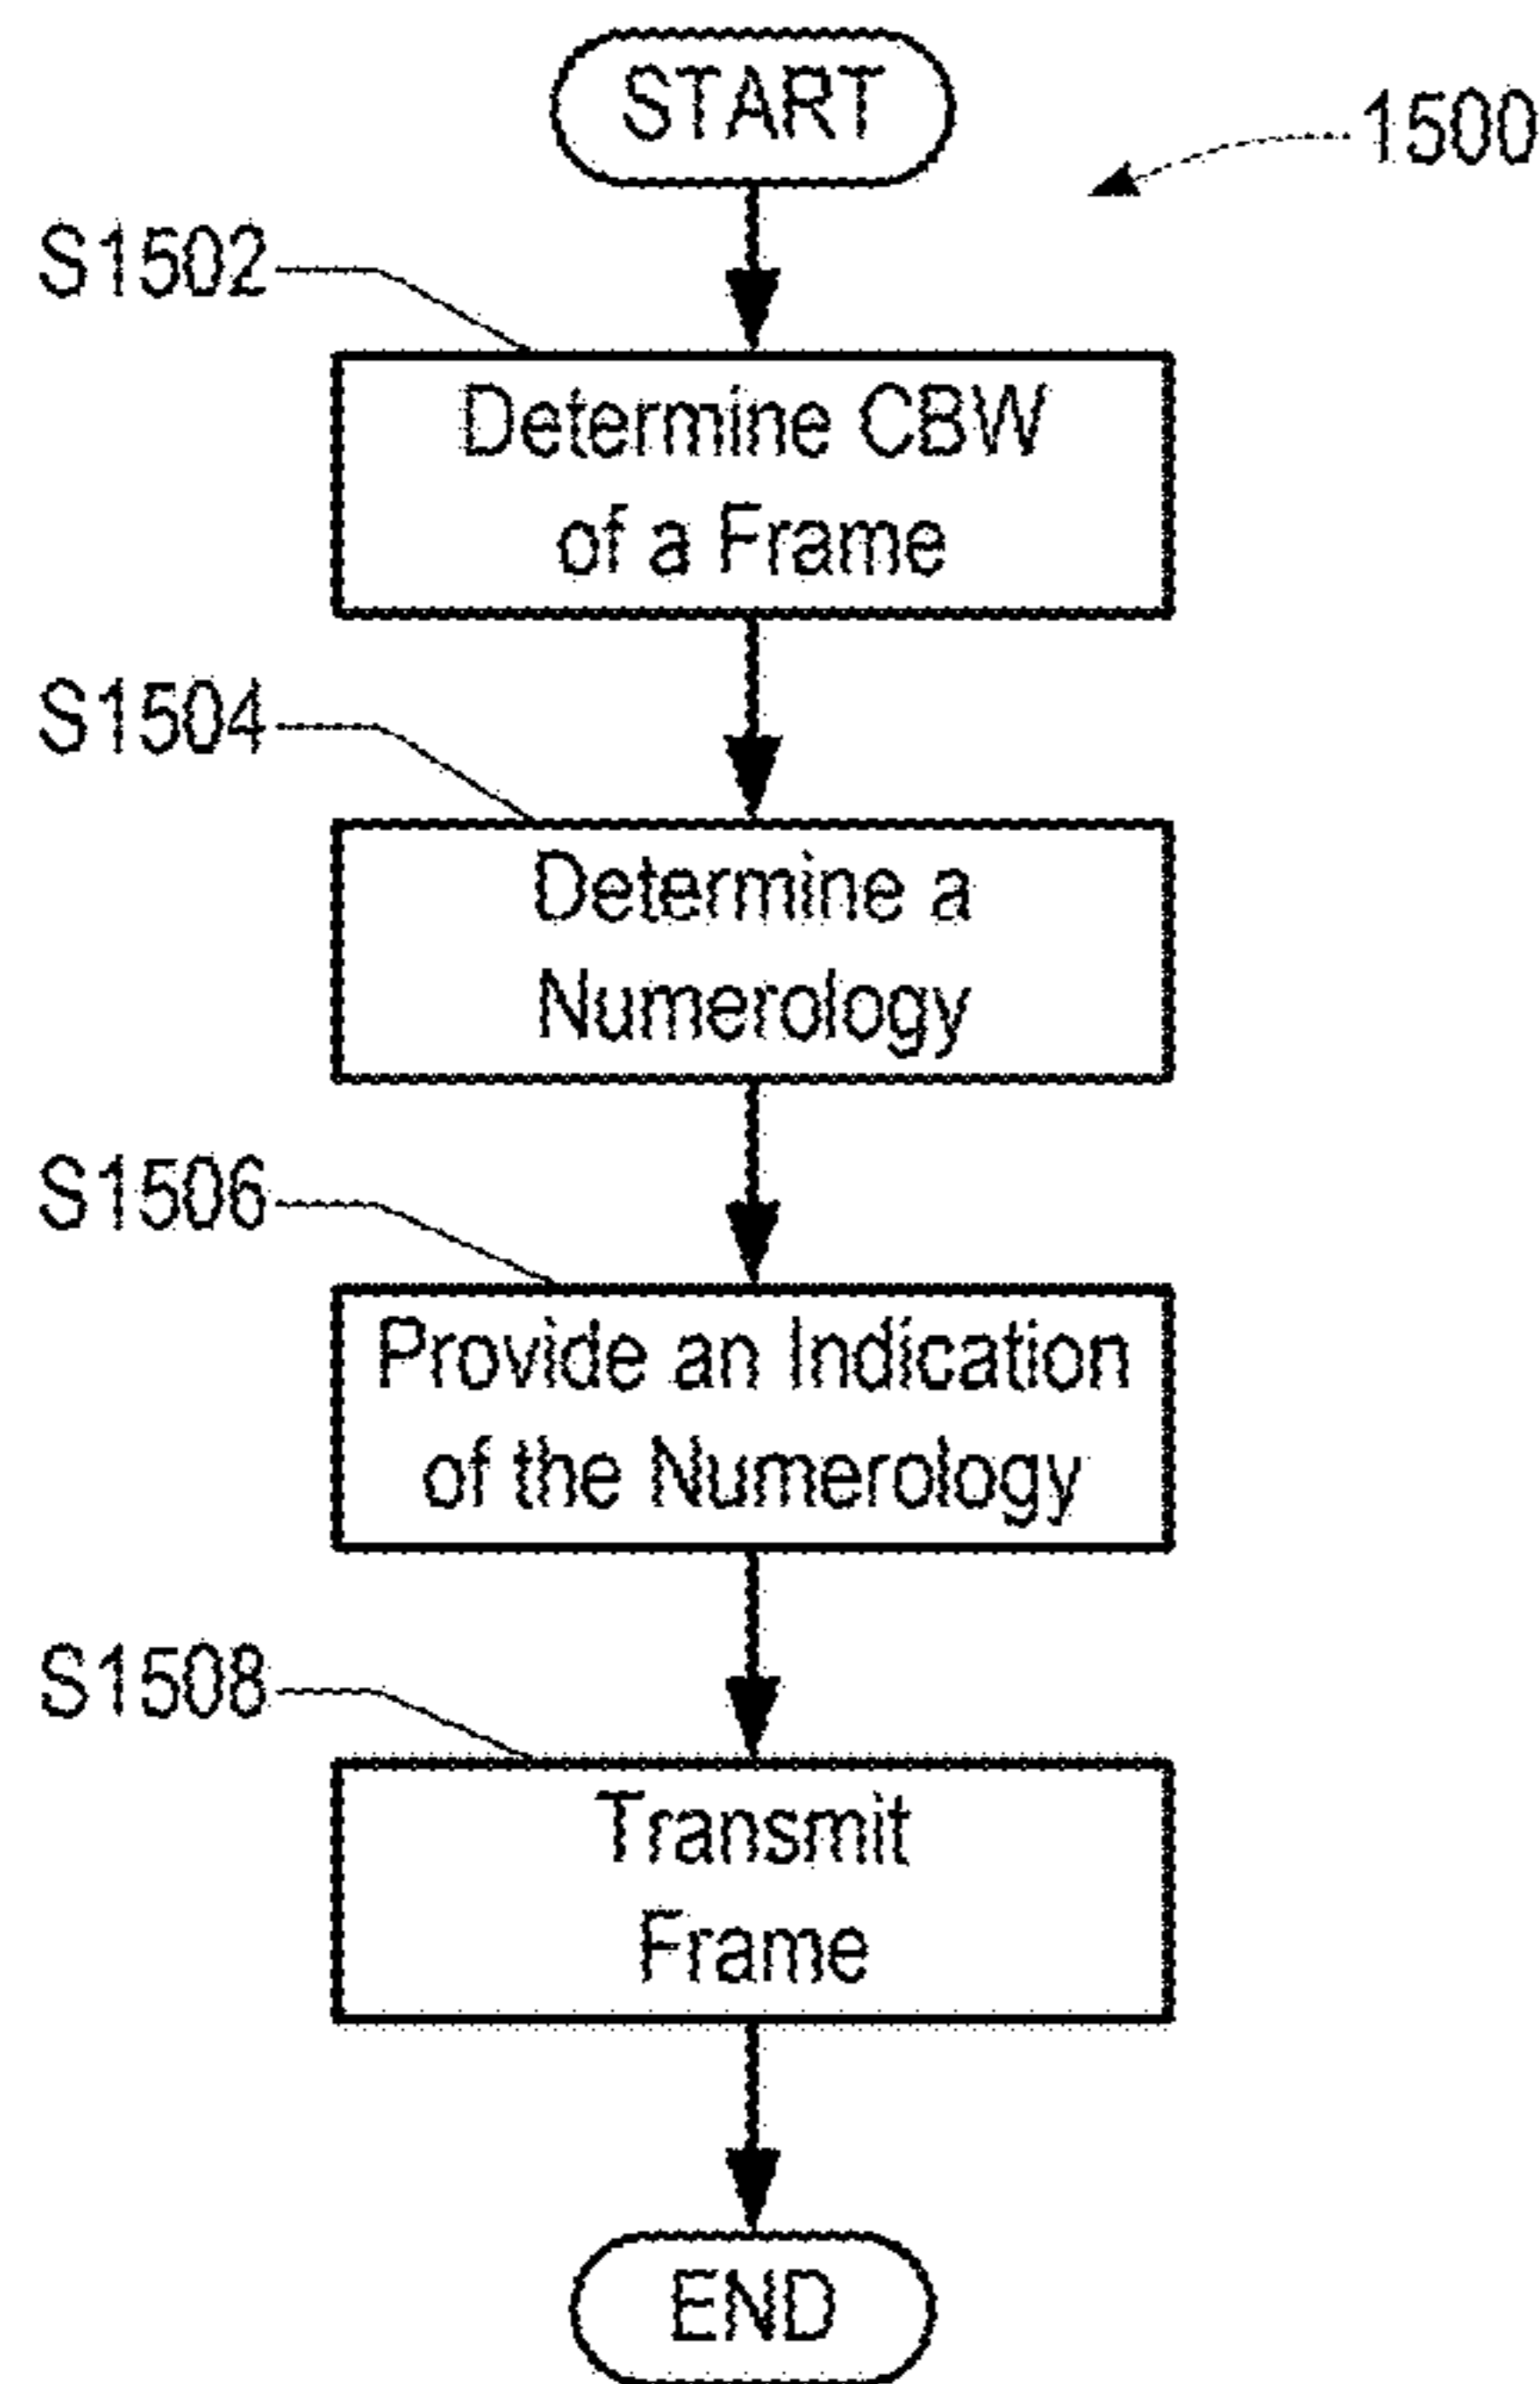 START
1500
S1502
Determine CBW
of a Frame
S1504
Determine a
Numerology
S1506
Provide an Indication
of the Numerology
S1508
Transmit
Frame
END